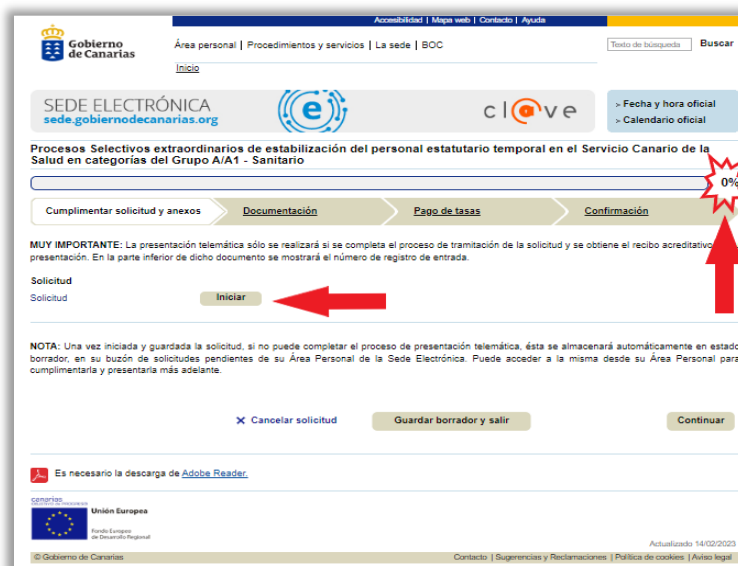 Accesibilidad | Mapa web | Contacto | Ayuda
Gobierno
de Canarias
Área personal | Procedimientos y servicios | La sede | BOC
Texto de búsqueda Buscar
Inicio
SEDE ELECTRÓNICA
sede.gobiernodecanarias.org
e
cl@ve
> Fecha y hora oficial
> Calendario oficial
Procesos Selectivos extraordinarios de estabilización del personal estatutario temporal en el Servicio Canario de la
Salud en categorías del Grupo A/A1 - Sanitario
0%
Cumplimentar solicitud y anexos Documentación Pago de tasas Confirmación
MUY IMPORTANTE: La presentación telemática sólo se realizará si se completa el proceso de tramitación de la solicitud y se obtiene el recibo acreditativo
presentación. En la parte inferior de dicho documento se mostrará el número de registro de entrada.
Solicitud
Solicitud Iniciar
NOTA: Una vez iniciada y guardada la solicitud, si no puede completar el proceso de presentación telemática, ésta se almacenará automáticamente en estado
borrador, en su buzón de solicitudes pendientes de su Área Personal de la Sede Electrónica. Puede acceder a la misma desde su Área Personal para
cumplimentarla y presentarla más adelante.
Cancelar solicitud Guardar borrador y salir Continuar
Es necesario la descarga de Adobe Reader.
canarias
Unión Europea
Fondo Europeo
de Desarrollo Regional
Actualizado 14/02/2023
© Gobierno de Canarias Contacto | Sugerencias y Reclamaciones | Política de cookies | Aviso legal